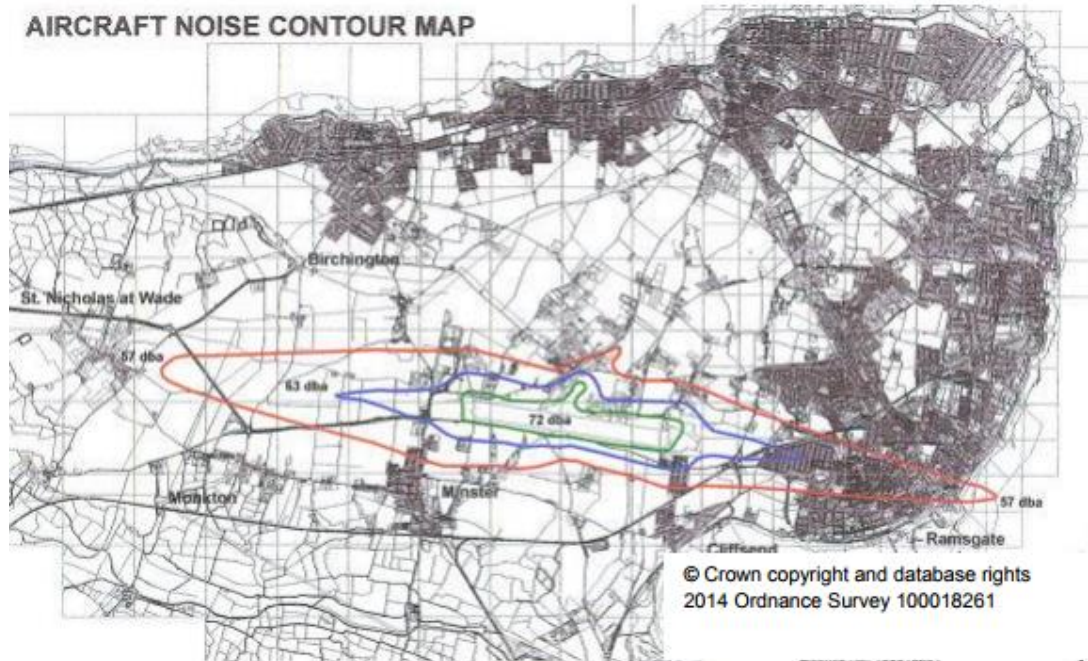 AIRCRAFT NOISE CONTOUR MAP
Birchington
St. Nicholas at Wade
57 dba
63 dba
72 dba
Monkton
Minster
57 dba
Ramsgate
Cliffsend
© Crown copyright and database rights
2014 Ordnance Survey 100018261